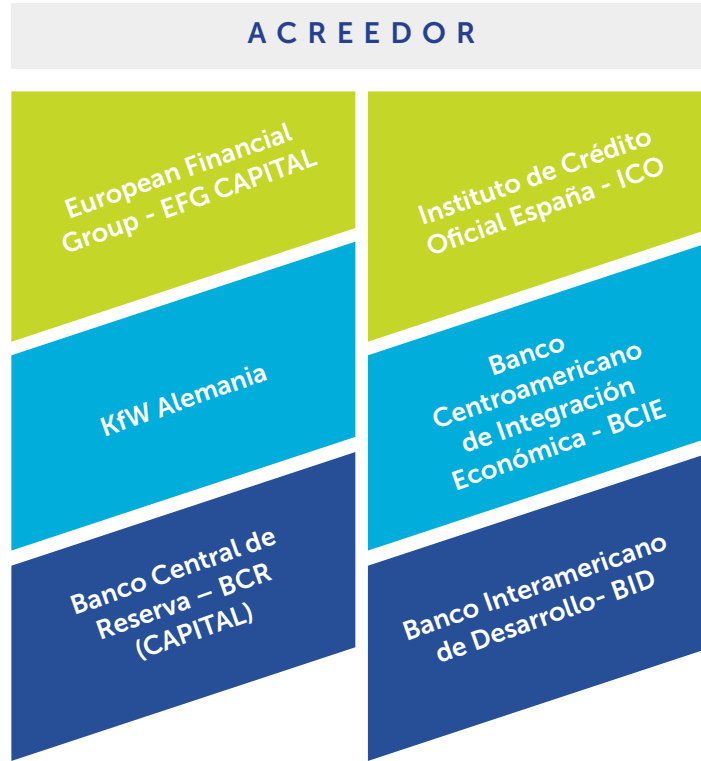 ACREEDOR
European Financial
Group - EFG CAPITAL
Instituto de Crédito
Oficial España - ICO
KfW Alemania
Banco
Centroamericano
de Integración
Económica - BCIE
Banco Central de
Reserva – BCR
(CAPITAL)
Banco Interamericano
de Desarrollo- BID